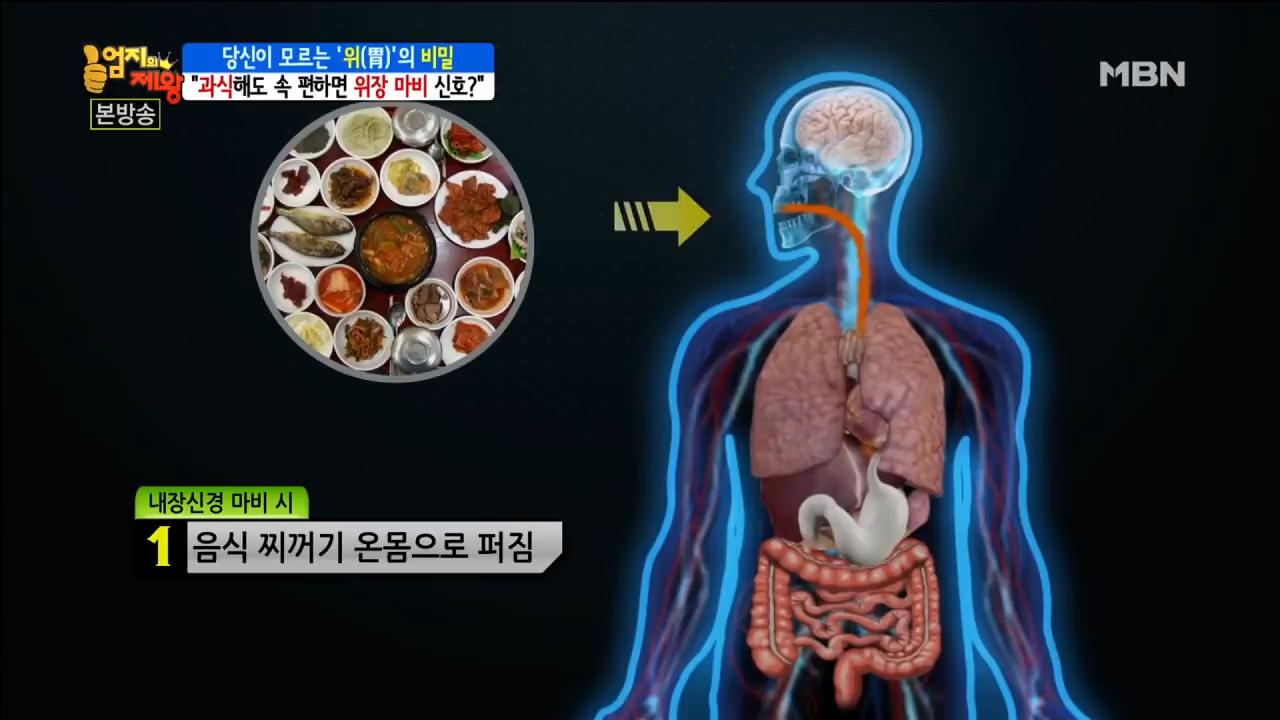 엄지의
제왕
본방송
당신이 모르는 '위(胃)'의 비밀
"과식해도 속 편하면 위장 마비 신호?"
MBN
내장신경 마비 시
1 음식 찌꺼기 온몸으로 퍼짐